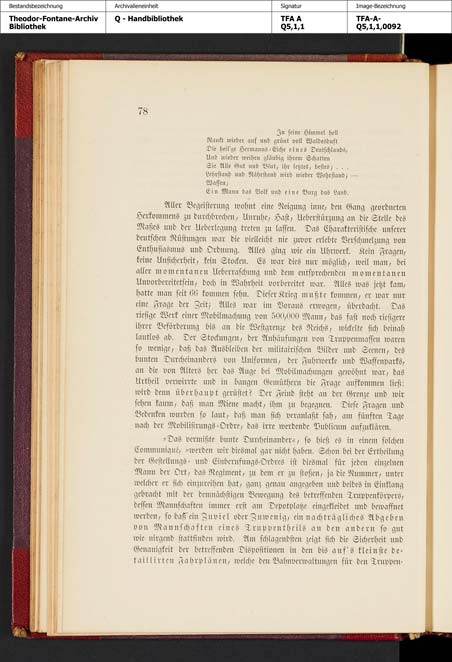 Bestandsbezeichnung
Archivalieneinheit
Signatur
Image-Bezeichnung
Theodor-Fontane-Archiv
Bibliothek
Q - Handbibliothek
TFA A
Q5,1,1
TFA-A-
Q5,1,1,0092
78
In seine Himmel hell
Rankt wieder auf und grünt voll Waldesduft
Die heil'ge Hermanns-Eiche eines Deutschlands,
Und wieder weihen gläubig ihrem Schatten
Sie Alle Gut und Blut, ihr letztes, bestes; . . .
Lehrstand und Nährstand wird wieder Wehrstand; —
Waffen;
Ein Mann das Volk und eine Burg das Land.
Aller Begeisterung wohnt eine Neigung inne, den Gang geordneten
Herkommens zu durchbrechen, Unruhe, Hast, Ueberstürzung an die Stelle des
Maßes und der Ueberlegung treten zu lassen. Das Charakteristische unserer
deutschen Rüstungen war die vielleicht nie zuvor erlebte Verschmelzung von
Enthusiasmus und Ordnung. Alles ging wie ein Uhrwerk. Kein Fragen,
keine Unsicherheit, kein Stocken. Es war dies nur möglich, weil man, bei
aller momentanen Ueberraschung und dem entsprechenden momentanen
Unvorbereitetsein, doch in Wahrheit vorbereitet war. Alles was jetzt kam,
hatte man seit 66 kommen sehn. Dieser Krieg mußte kommen, er war nur
eine Frage der Zeit; Alles war im Voraus erwogen, überdacht. Das
riesige Werk einer Mobilmachung von 500,000 Mann, das fast noch riesigere
ihrer Beförderung bis an die Westgrenze des Reichs, wickelte sich beinah
lautlos ab. Der Stockungen, der Anhäufungen von Truppenmassen waren
so wenige, daß das Ausbleiben der militairischen Bilder und Scenen, des
bunten Durcheinanders von Uniformen, der Fuhrwerke und Waffenparks,
an die von Alters her das Auge bei Mobilmachungen gewöhnt war, das
Urtheil verwirrte und in bangen Gemüthern die Frage aufkommen ließ:
wird denn überhaupt gerüstet? Der Feind steht an der Grenze und wir
sehen kaum, daß man Miene macht, ihm zu begegnen. Diese Fragen und
Bedenken wurden so laut, daß man sich veranlaßt sah, am fünften Tage
nach der Mobilisirungs-Ordre, das irre werdende Publicum aufzuklären.
»Das vermißte bunte Durcheinander«, so hieß es in einem solchen
Communiqué, »werden wir diesmal gar nicht haben. Schon bei der Ertheilung
der Gestellungs- und Einberufungs-Ordres ist diesmal für jeden einzelnen
Mann der Ort, das Regiment, zu dem er zu stoßen, ja die Nummer, unter
welcher er sich einzureihen hat, ganz genau angegeben und beides in Einklang
gebracht mit der demnächstigen Bewegung des betreffenden Truppenkörpers,
dessen Mannschaften immer erst am Depotplatze eingekleidet und bewaffnet
werden, so daß ein Zuviel oder Zuwenig, ein nachträgliches Abgeben
von Mannschaften eines Truppentheils an den andern so gut
wie nirgend stattfinden wird. Am schlagendsten zeigt sich die Sicherheit und
Genauigkeit der betreffenden Dispositionen in den bis auf's kleinste de-
taillirten Fahrplänen, welche den Bahnverwaltungen für den Truppen-